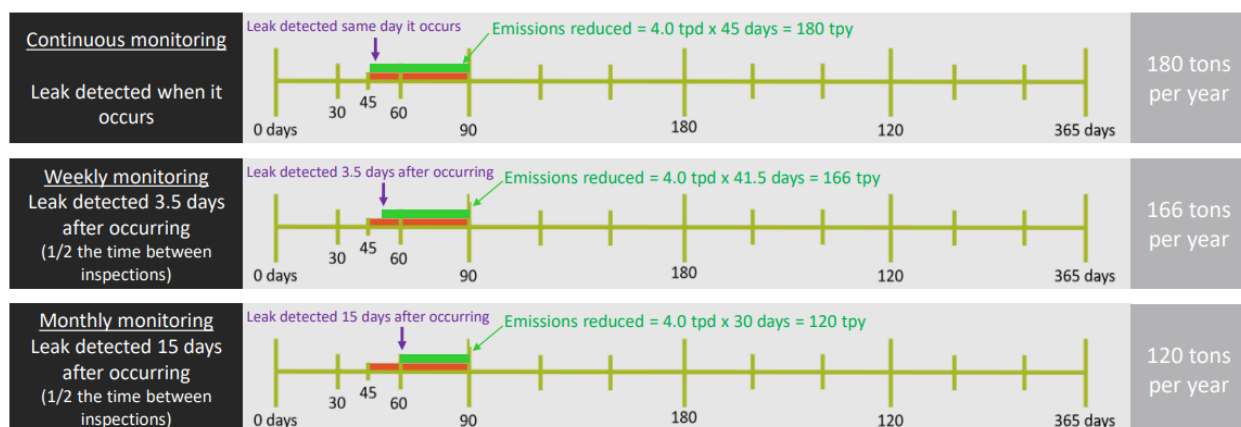 Continuous monitoring
Leak detected when it
occurs
Leak detected same day it occurs
Emissions reduced = 4.0 tpd x 45 days = 180 tpy
0 days
30
45
60
90
180
120
365 days
180 tons
per year
Weekly monitoring
Leak detected 3.5 days
after occurring
(1/2 the time between
inspections)
Leak detected 3.5 days after occurring
Emissions reduced = 4.0 tpd x 41.5 days = 166 tpy
0 days
30
45
60
90
180
120
365 days
166 tons
per year
Monthly monitoring
Leak detected 15 days
after occurring
(1/2 the time between
inspections)
Leak detected 15 days after occurring
Emissions reduced = 4.0 tpd x 30 days = 120 tpy
0 days
30
45
60
90
180
120
365 days
120 tons
per year